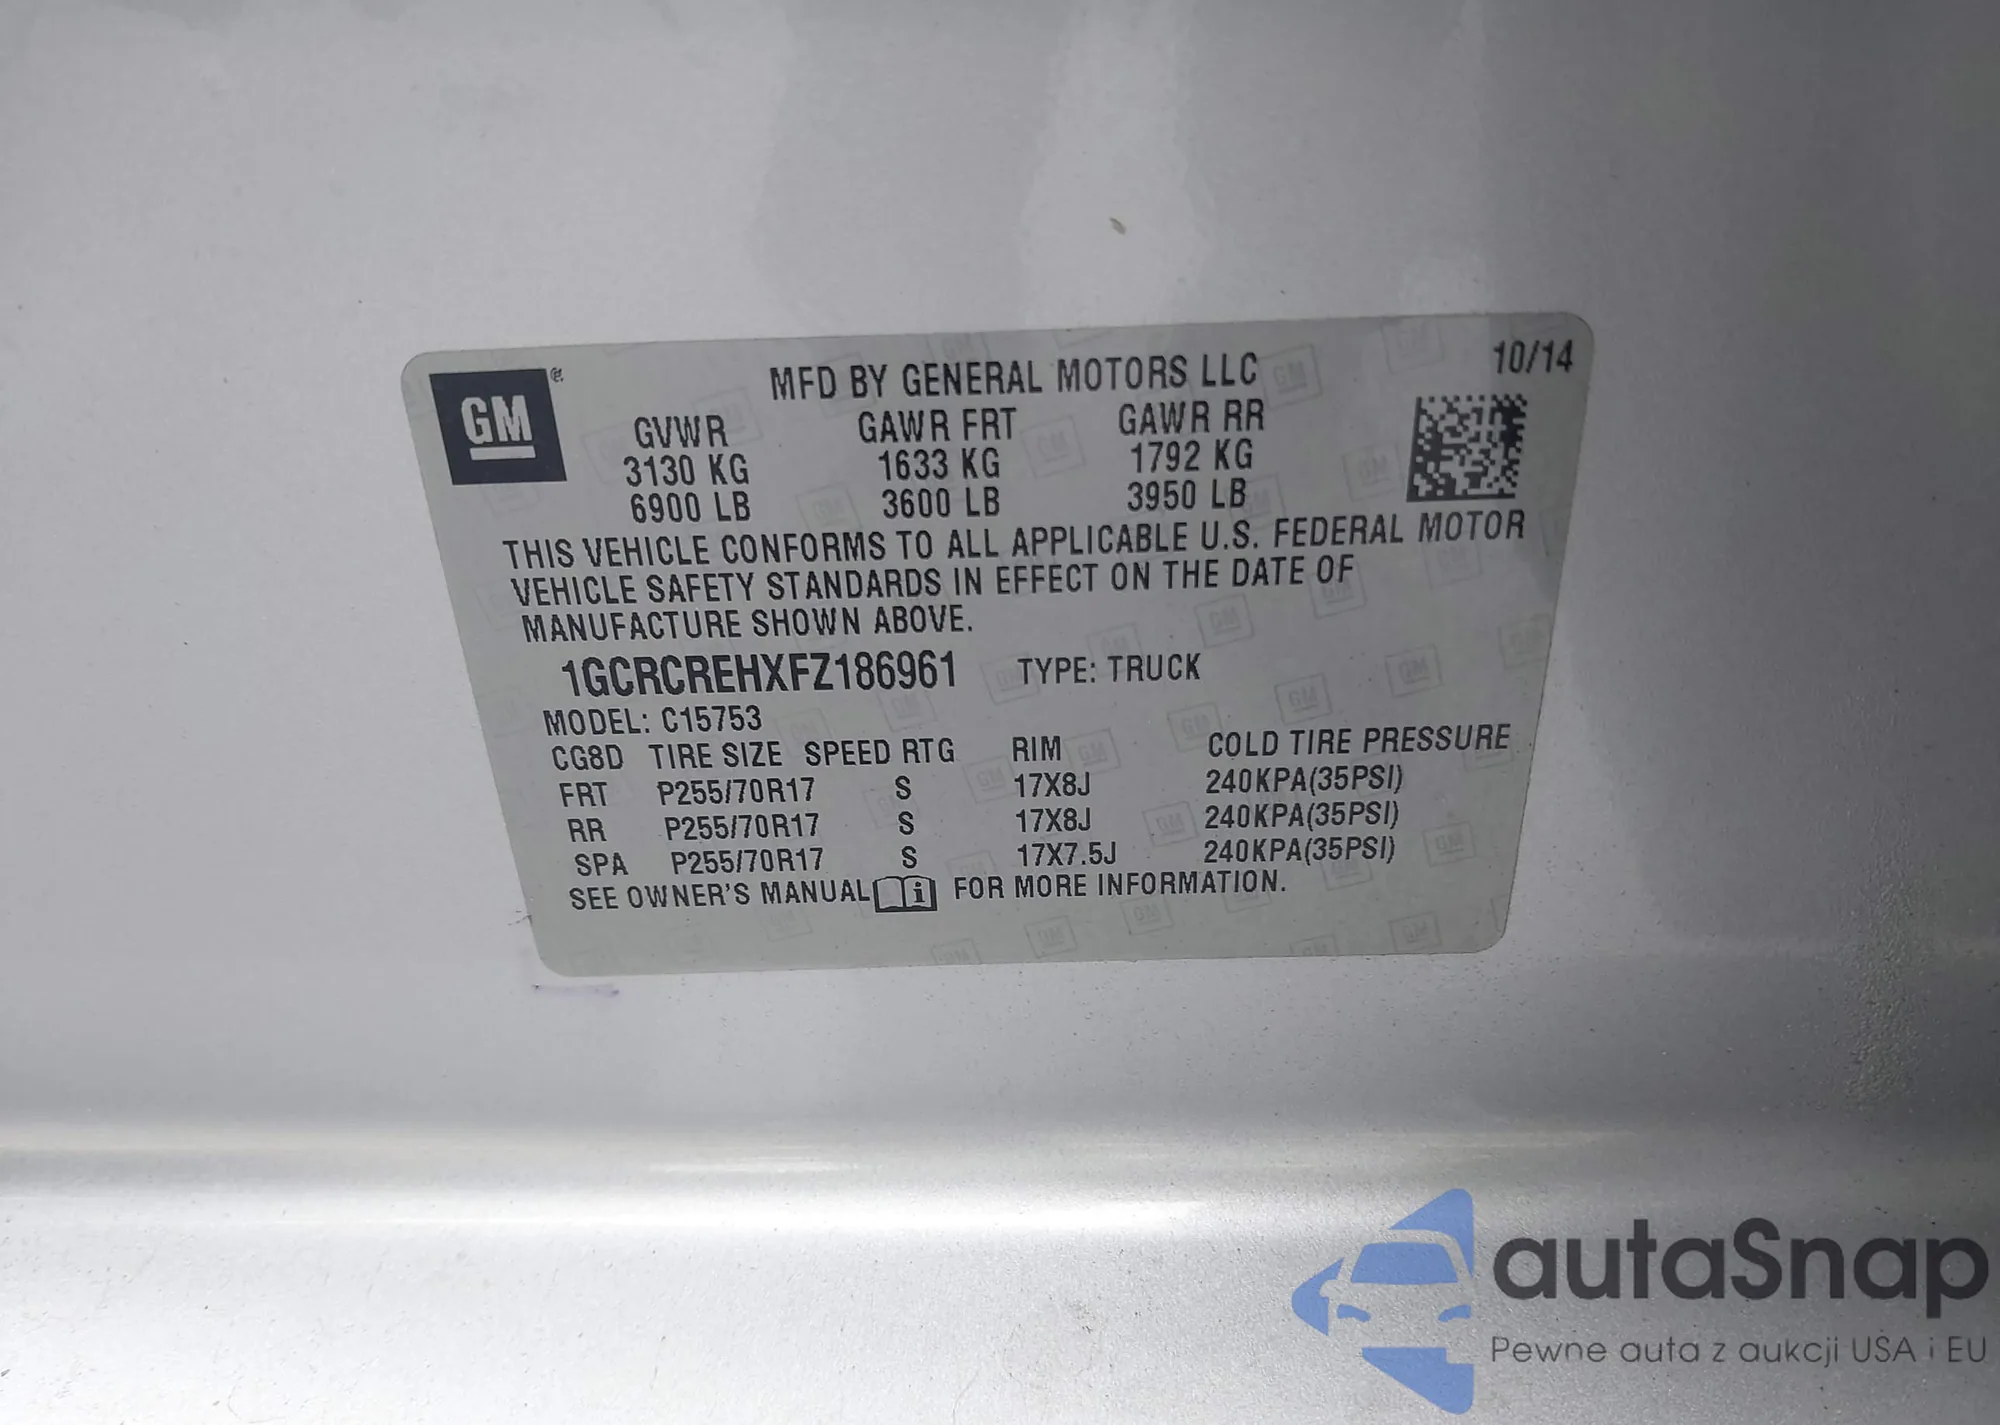 GM
MFD BY GENERAL MOTORS LLC 10/14
GVWR GAWR FRT GAWR RR
3130 KG 1633 KG 1792 KG
6900 LB 3600 LB 3950 LB
THIS VEHICLE CONFORMS TO ALL APPLICABLE U.S. FEDERAL MOTOR
VEHICLE SAFETY STANDARDS IN EFFECT ON THE DATE OF
MANUFACTURE SHOWN ABOVE.
1GCRCREHXFZ186961 TYPE: TRUCK
MODEL: C15753
CG8D TIRE SIZE SPEED RTG RIM COLD TIRE PRESSURE
FRT P255/70R17 S 17X8J 240KPA(35PSI)
RR P255/70R17 S 17X8J 240KPA(35PSI)
SPA P255/70R17 S 17X7.5J 240KPA(35PSI)
SEE OWNER'S MANUAL i FOR MORE INFORMATION.
autaSnap
Pewne auta z aukcji USA i EU